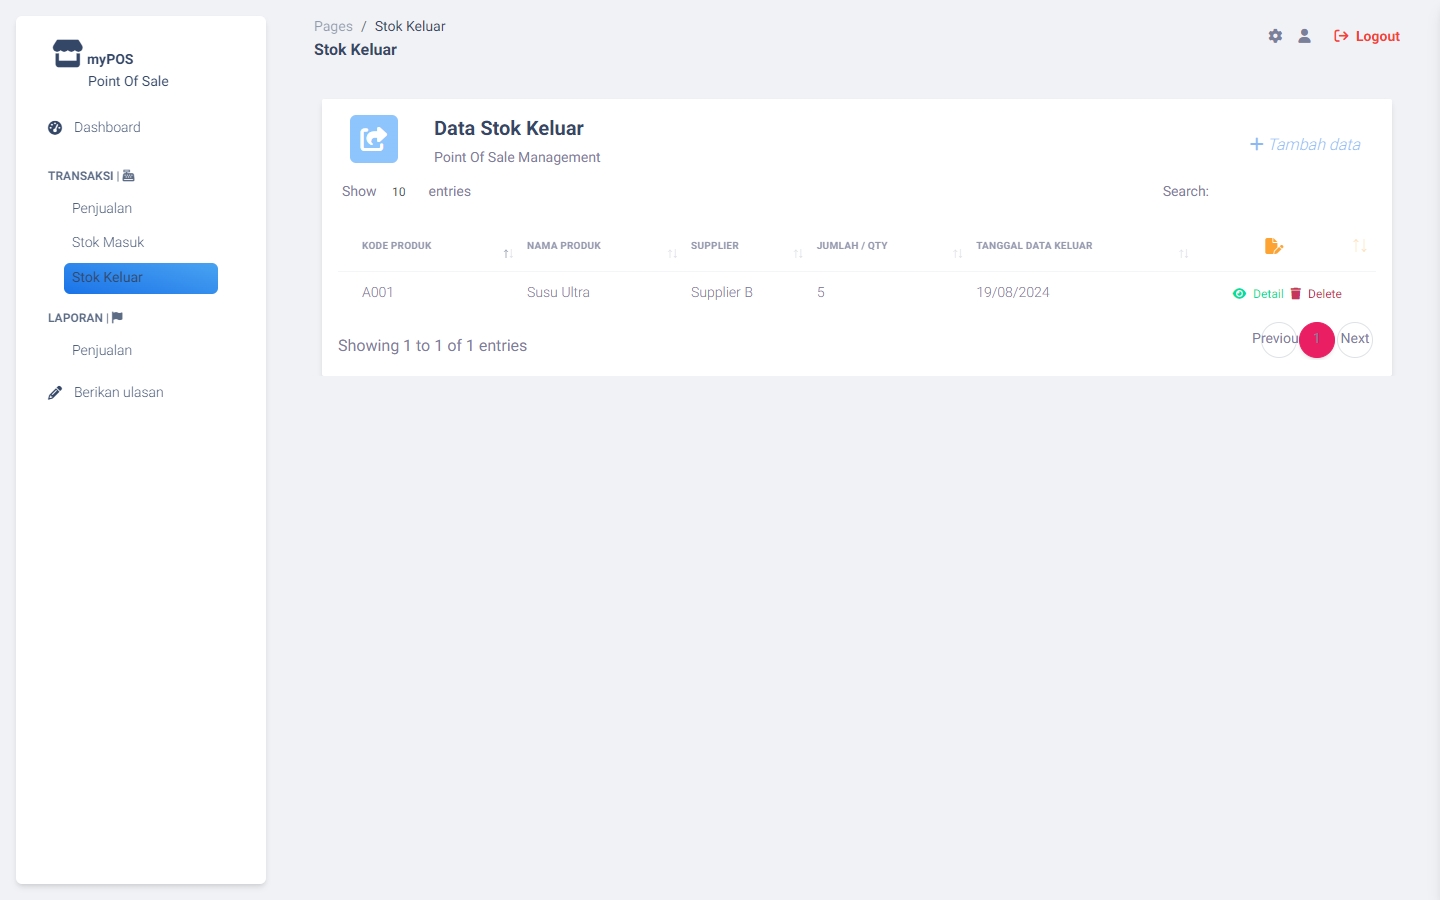 myPOS
Point Of Sale
Dashboard
TRANSAKSI |
Penjualan
Stok Masuk
Stok Keluar
LAPORAN |
Penjualan
Berikan ulasan
Pages / Stok Keluar
Stok Keluar
Logout
Data Stok Keluar
Point Of Sale Management
+ Tambah data
Show 10 entries
Search:
KODE PRODUK NAMA PRODUK SUPPLIER JUMLAH / QTY TANGGAL DATA KELUAR
A001 Susu Ultra Supplier B 5 19/08/2024 Detail Delete
Showing 1 to 1 of 1 entries
Previou 1 Next